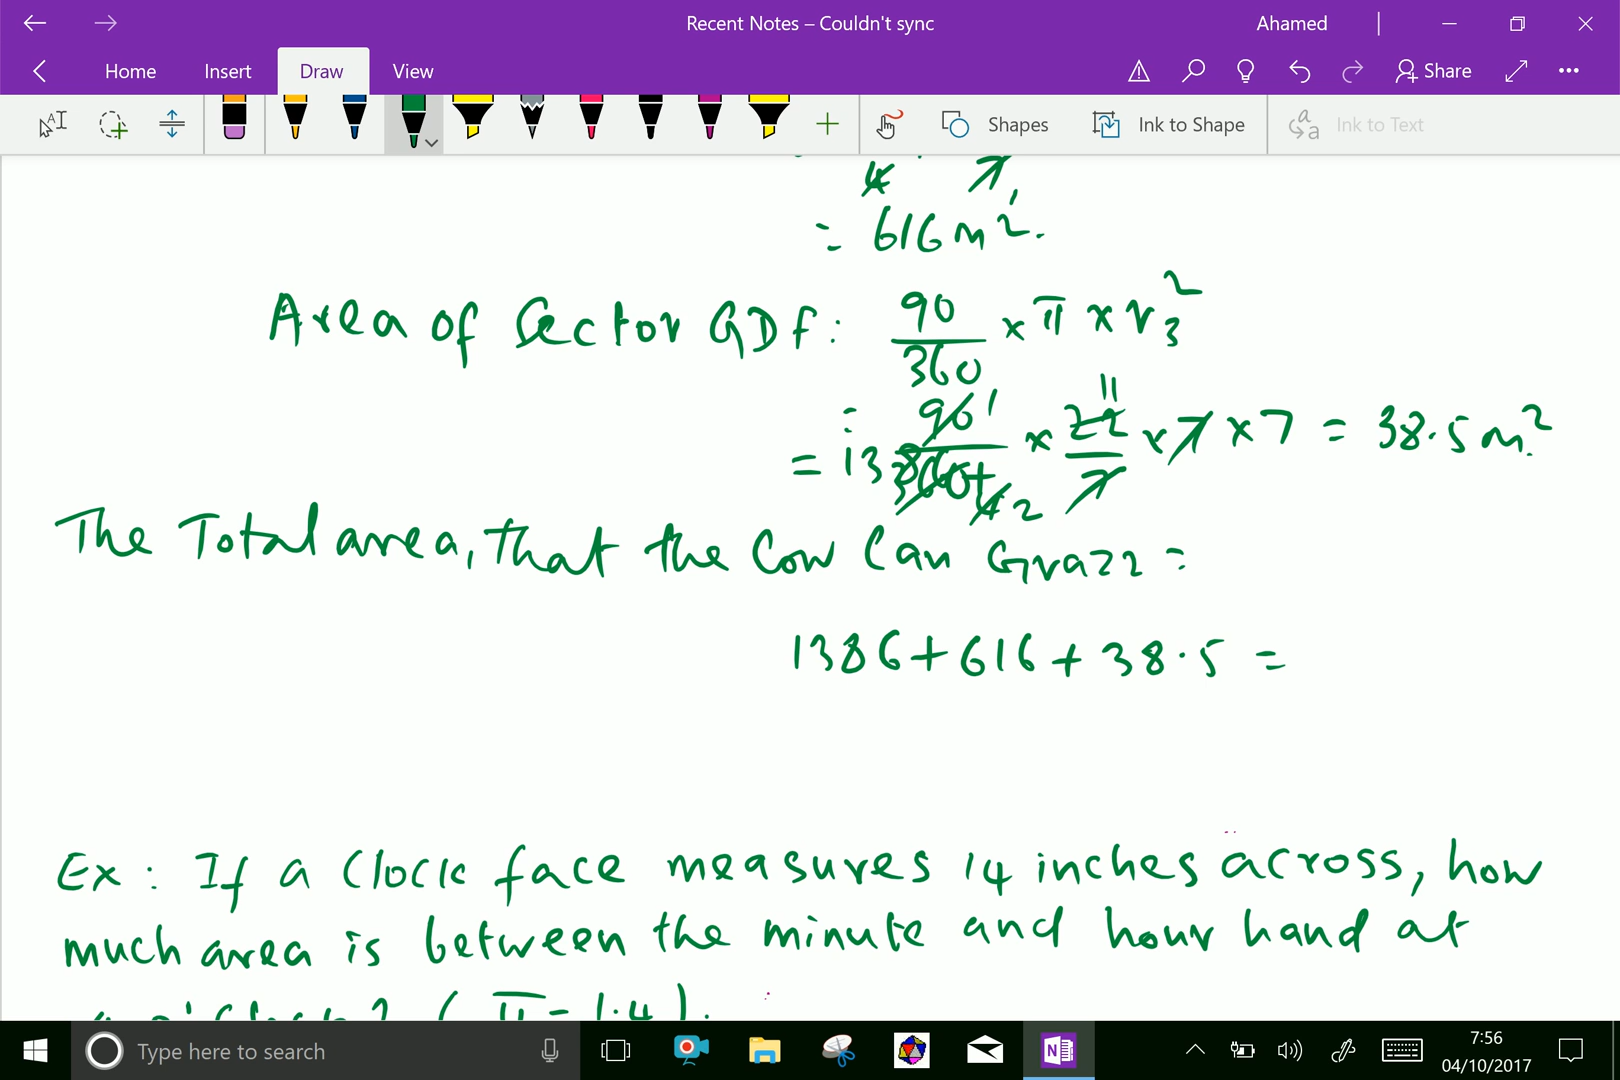 Recent Notes – Couldn't sync
Ahamed
Home Insert Draw View
Share
Shapes Ink to Shape Ink to Text
= 616 m².
Area of Sector GDF: 90/360 × π × r₃²
= 90/360 × 22/7 × 7 × 7 = 38.5 m²
The Total area, that the Cow Can Grazz =
1386 + 616 + 38.5 =
Ex: If a Clock face measures 14 inches across, how
much area is between the minute and hour hand at
Type here to search
7:56
04/10/2017